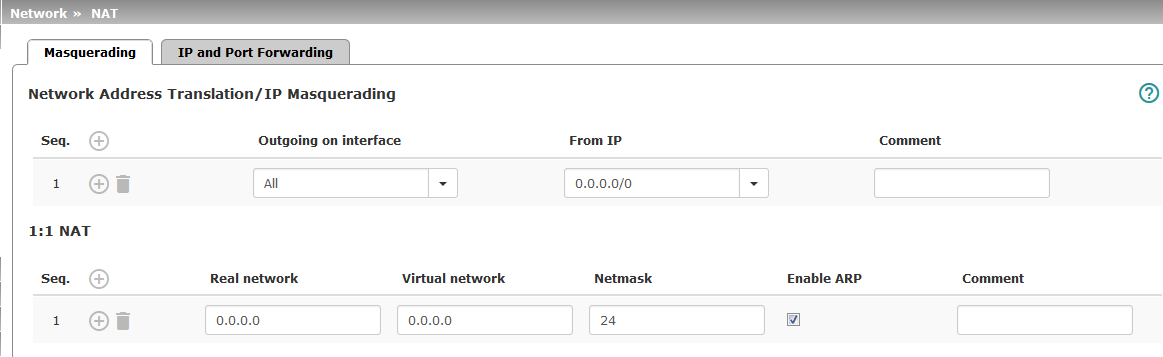 Network » NAT
Masquerading IP and Port Forwarding
Network Address Translation/IP Masquerading ?
Seq. Outgoing on interface From IP Comment
1 All 0.0.0.0/0
1:1 NAT
Seq. Real network Virtual network Netmask Enable ARP Comment
1 0.0.0.0 0.0.0.0 24